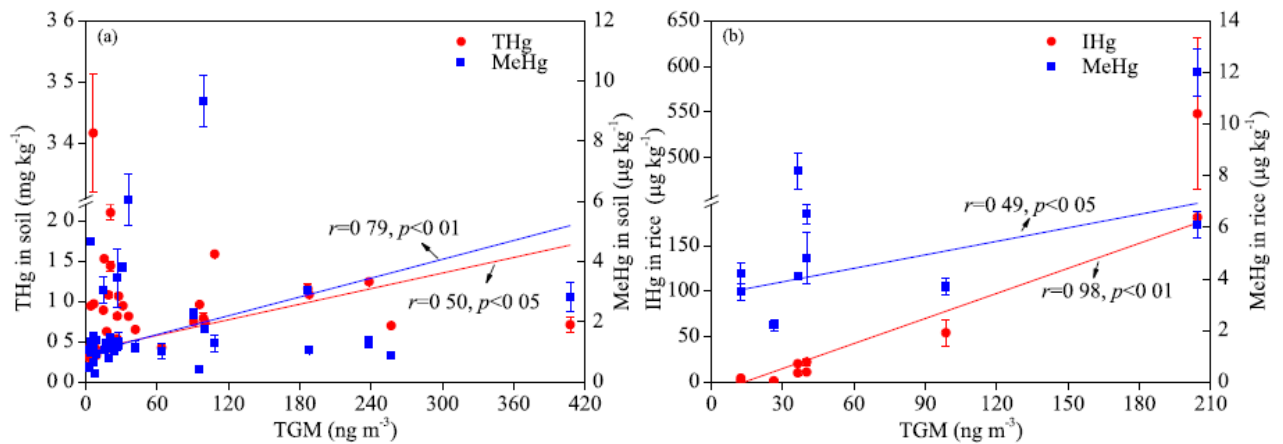 (a)
THg
MeHg
r=0 79, p<0 01
r=0 50, p<0 05
3 6
3 5
3 4
2 0
1 5
1 0
0 5
0 0
THg in soil (mg kg⁻¹)
12
10
8
6
4
2
0
MeHg in soil (μg kg⁻¹)
0 60 120 180 240 300 360 420
TGM (ng m⁻³)
(b)
IHg
MeHg
r=0 49, p<0 05
r=0 98, p<0 01
650
600
550
500
150
100
50
0
IHg in rice (μg kg⁻¹)
14
12
10
8
6
4
2
0
MeHg in rice (μg kg⁻¹)
0 30 60 90 120 150 180 210
TGM (ng m⁻³)